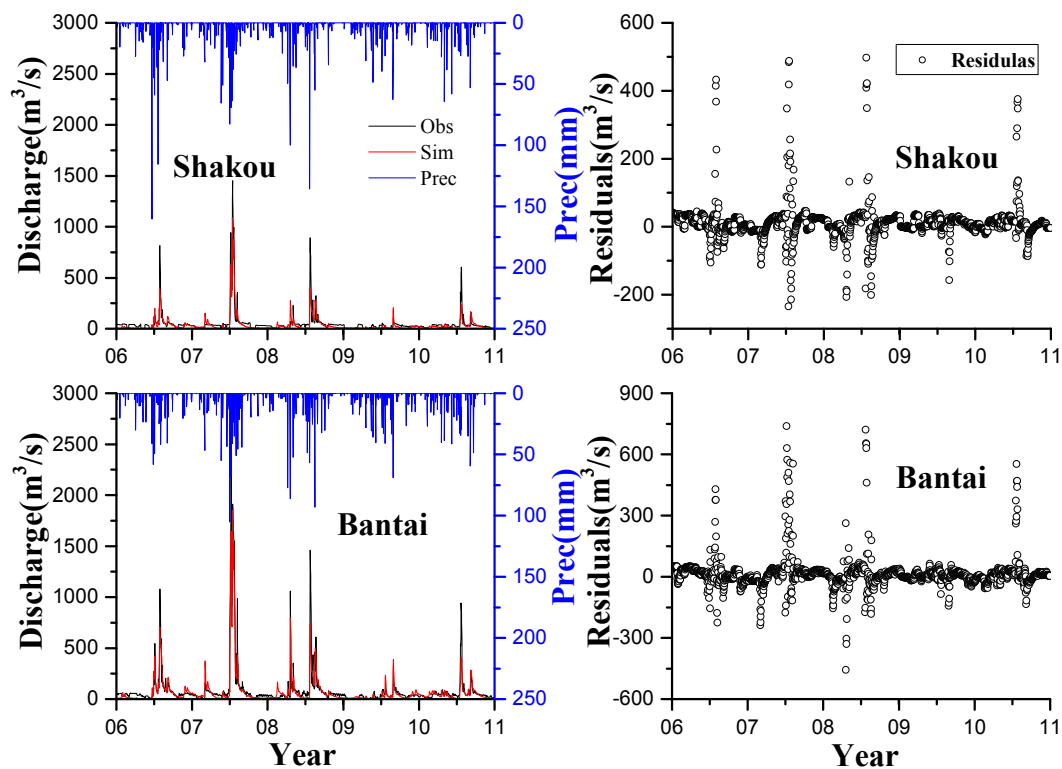 3000
2500
2000
1500
1000
500
0
Discharge(m³/s)
Shakou
Obs
Sim
Prec
0
50
100
150
200
250
Prec(mm)
06 07 08 09 10 11
600
400
200
0
-200
Residuals(m³/s)
Residulas
Shakou
06 07 08 09 10 11
3000
2500
2000
1500
1000
500
0
Discharge(m³/s)
Bantai
0
50
100
150
200
250
Prec(mm)
06 07 08 09 10 11
Year
900
600
300
0
-300
-600
Residuals(m³/s)
Bantai
06 07 08 09 10 11
Year